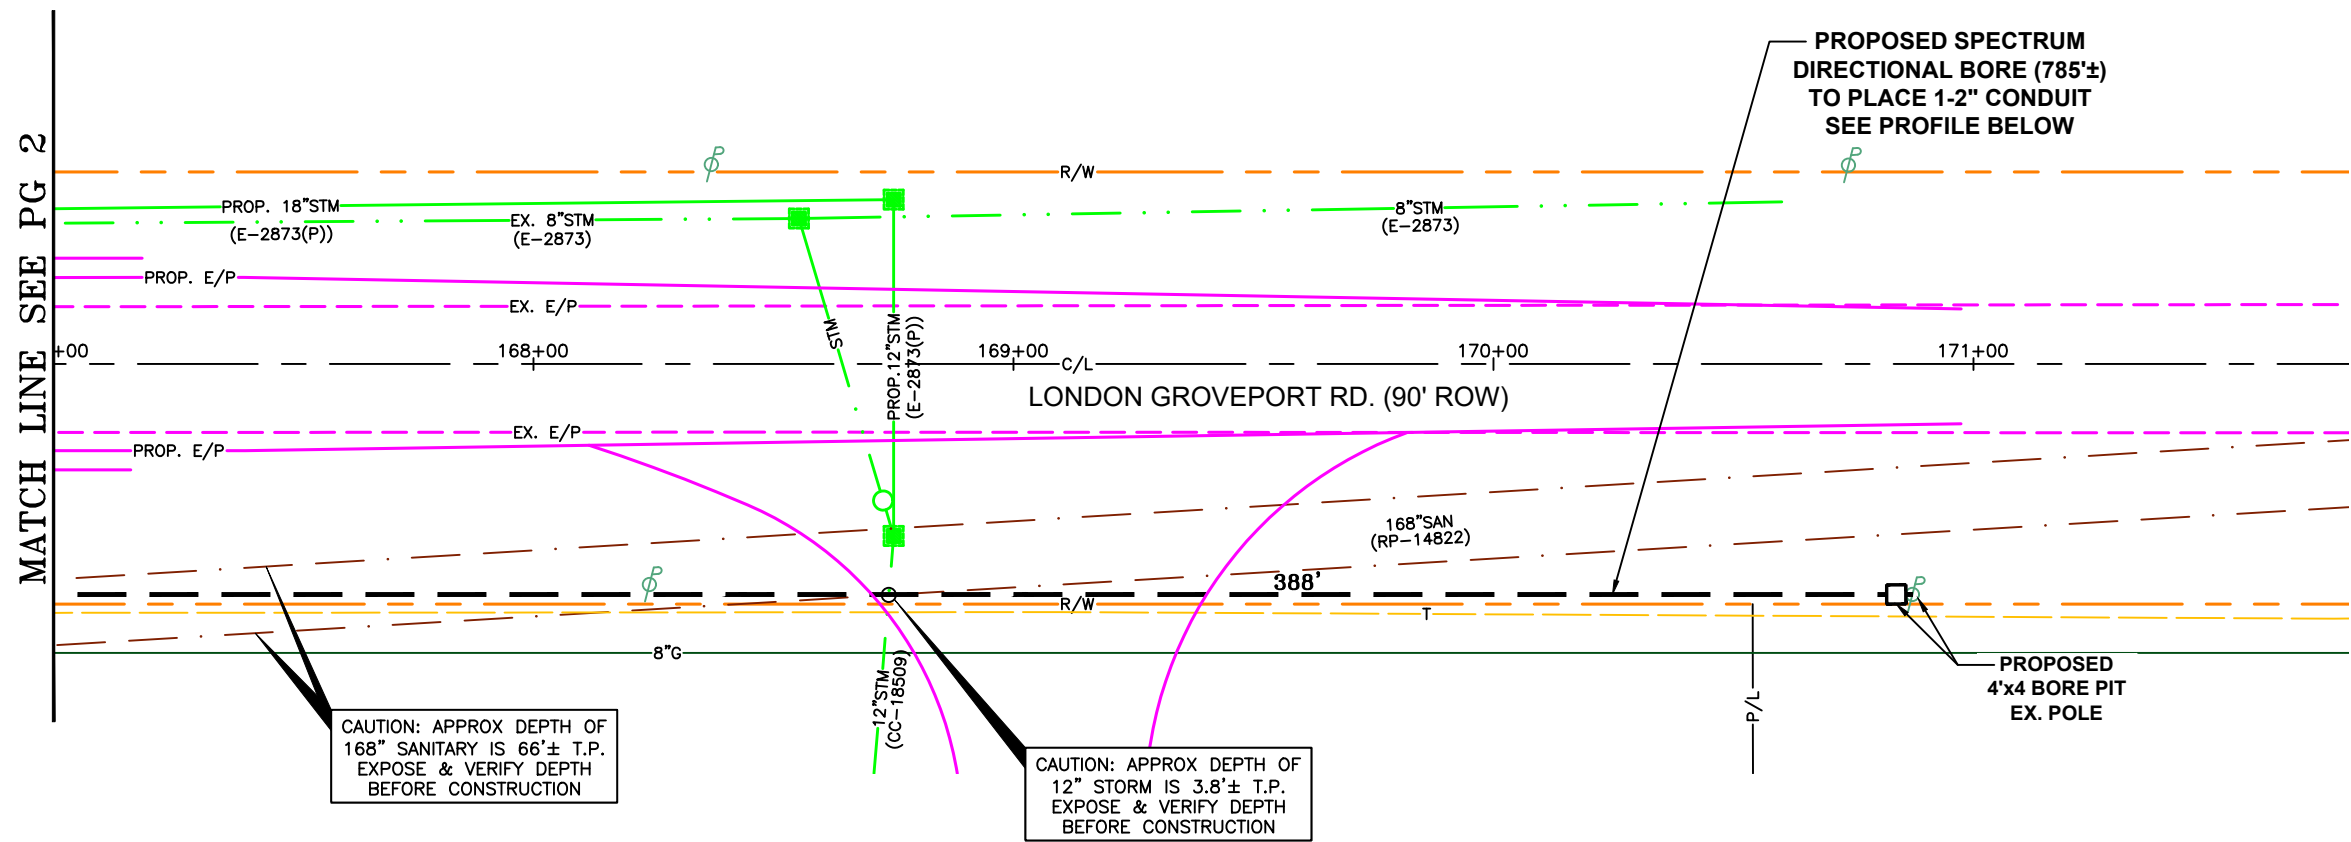 PROPOSED SPECTRUM
DIRECTIONAL BORE (785'±)
TO PLACE 1-2" CONDUIT
SEE PROFILE BELOW
MATCH LINE SEE PG 2
R/W
PROP. 18"STM
(E-2873(P))
EX. 8"STM
(E-2873)
8"STM
(E-2873)
PROP. E/P
EX. E/P
STM
PROP.12"STM
(E-2873(P))
+00
168+00
169+00
170+00
171+00
C/L
LONDON GROVEPORT RD. (90' ROW)
EX. E/P
PROP. E/P
168"SAN
(RP-14822)
388'
R/W
T
8"G
12"STM
(CC-18509)
P/L
PROPOSED
4'x4 BORE PIT
EX. POLE
CAUTION: APPROX DEPTH OF
168" SANITARY IS 66'± T.P.
EXPOSE & VERIFY DEPTH
BEFORE CONSTRUCTION
CAUTION: APPROX DEPTH OF
12" STORM IS 3.8'± T.P.
EXPOSE & VERIFY DEPTH
BEFORE CONSTRUCTION